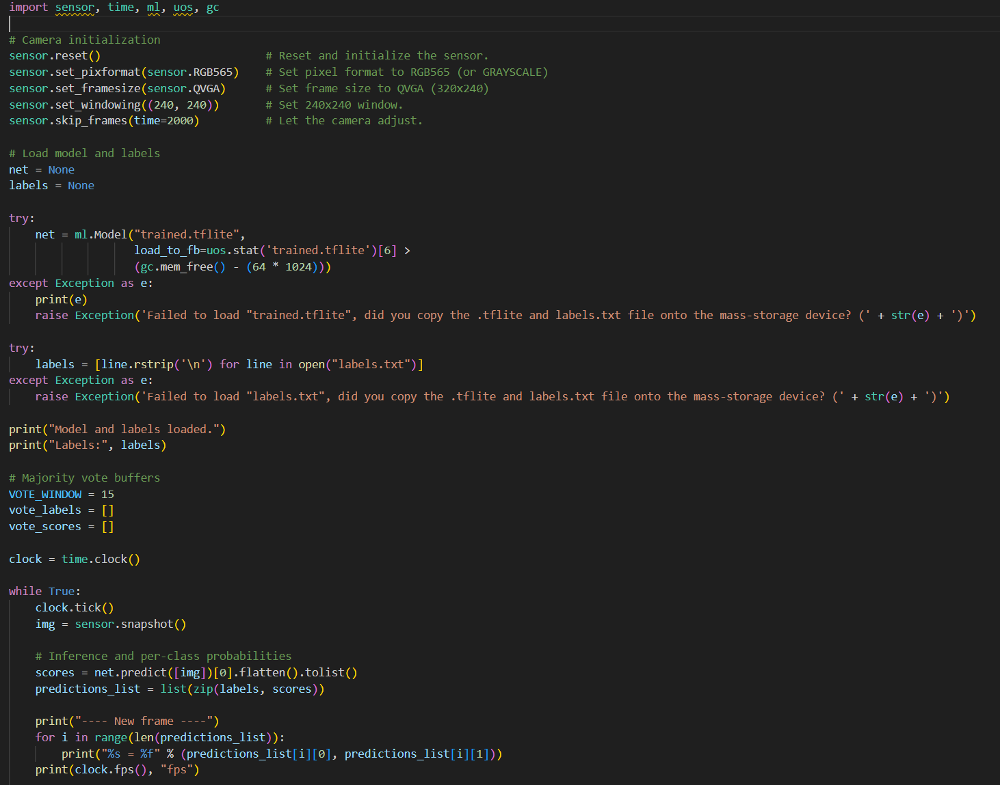 import sensor, time, ml, uos, gc
# Camera initialization
sensor.reset()                         # Reset and initialize the sensor.
sensor.set_pixformat(sensor.RGB565)    # Set pixel format to RGB565 (or GRAYSCALE)
sensor.set_framesize(sensor.QVGA)      # Set frame size to QVGA (320x240)
sensor.set_windowing((240, 240))       # Set 240x240 window.
sensor.skip_frames(time=2000)          # Let the camera adjust.
# Load model and labels
net = None
labels = None
try:
    net = ml.Model("trained.tflite",
                   load_to_fb=uos.stat('trained.tflite')[6] >
                   (gc.mem_free() - (64 * 1024)))
except Exception as e:
    print(e)
    raise Exception('Failed to load "trained.tflite", did you copy the .tflite and labels.txt file onto the mass-storage device? (' + str(e) + ')')
try:
    labels = [line.rstrip('\n') for line in open("labels.txt")]
except Exception as e:
    raise Exception('Failed to load "labels.txt", did you copy the .tflite and labels.txt file onto the mass-storage device? (' + str(e) + ')')
print("Model and labels loaded.")
print("Labels:", labels)
# Majority vote buffers
VOTE_WINDOW = 15
vote_labels = []
vote_scores = []
clock = time.clock()
while True:
    clock.tick()
    img = sensor.snapshot()
    # Inference and per-class probabilities
    scores = net.predict([img])[0].flatten().tolist()
    predictions_list = list(zip(labels, scores))
    print("---- New frame ----")
    for i in range(len(predictions_list)):
        print("%s = %f" % (predictions_list[i][0], predictions_list[i][1]))
    print(clock.fps(), "fps")